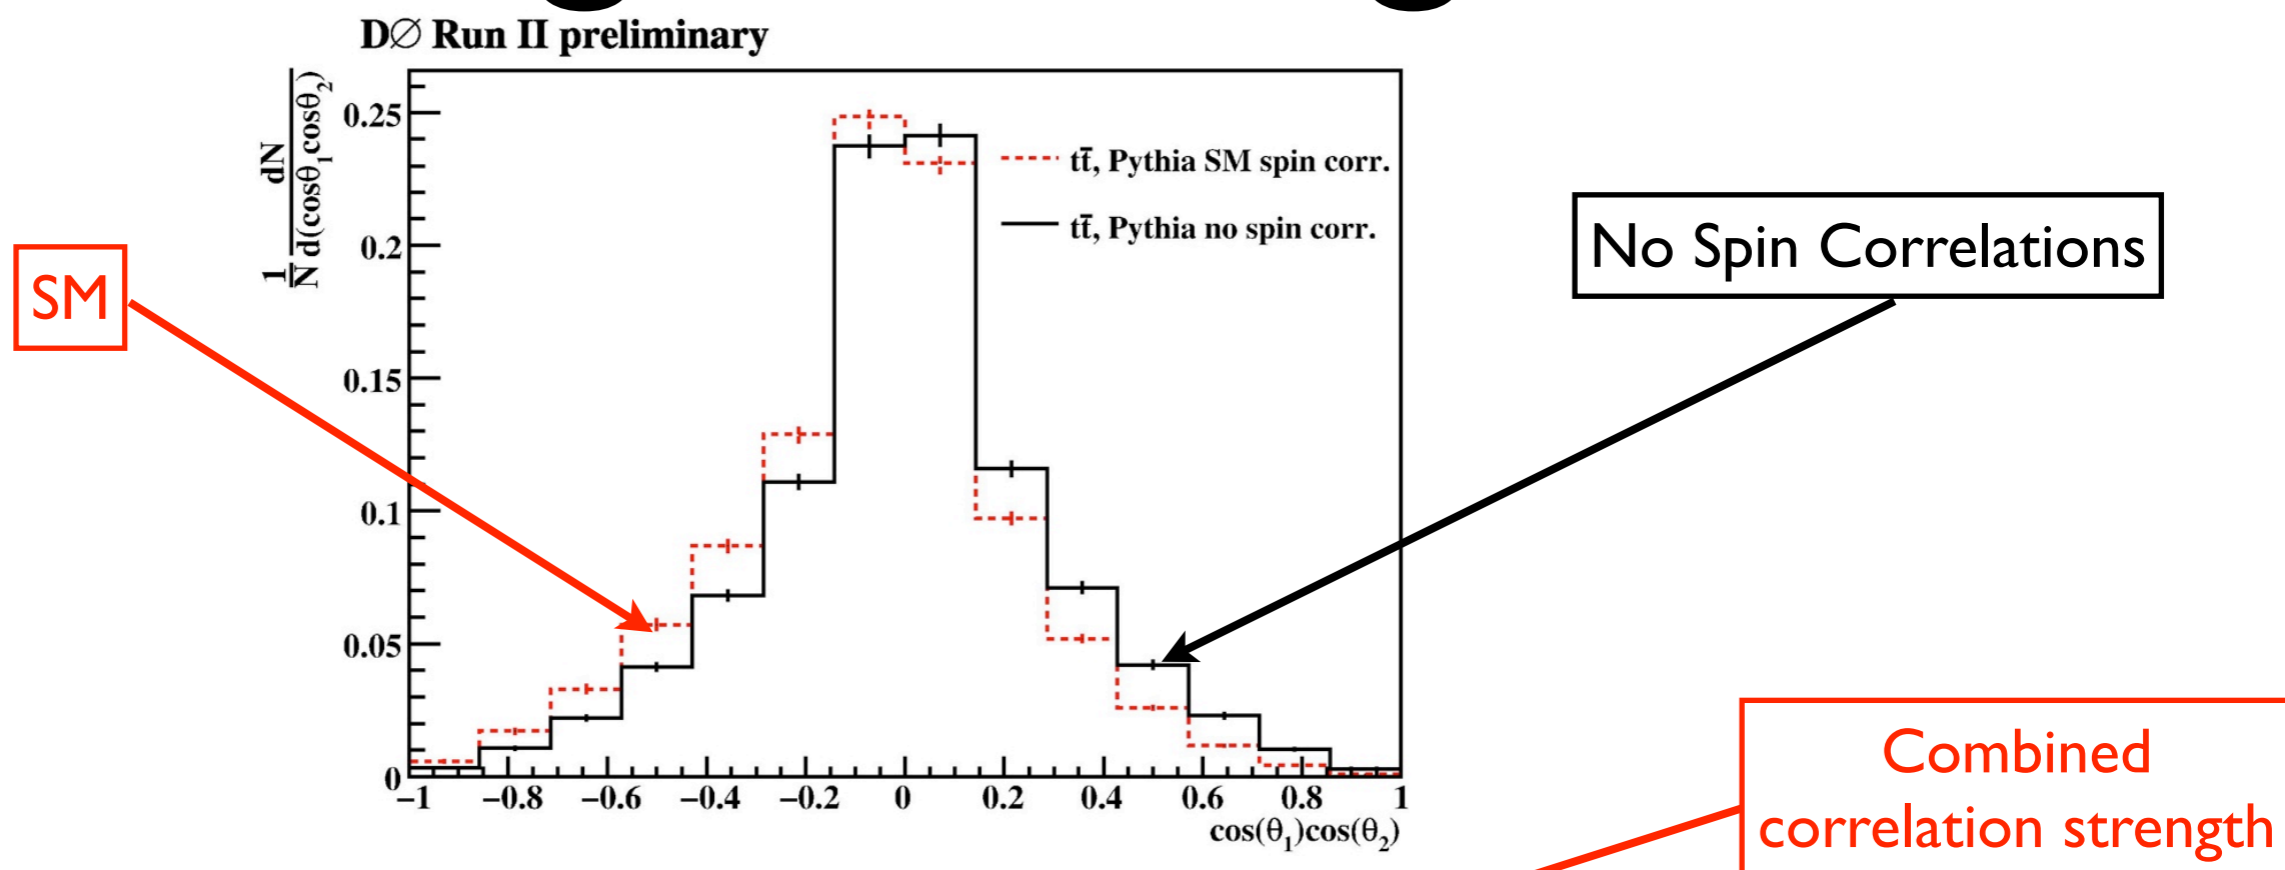 DØ Run II preliminary
1/N dN/d(cosθ₁cosθ₂)
0.25
0.2
0.15
0.1
0.05
0
tt̄, Pythia SM spin corr.
tt̄, Pythia no spin corr.
SM
No Spin Correlations
−1 −0.8 −0.6 −0.4 −0.2 0 0.2 0.4 0.6 0.8 1
cos(θ₁)cos(θ₂)
Combined
correlation strength